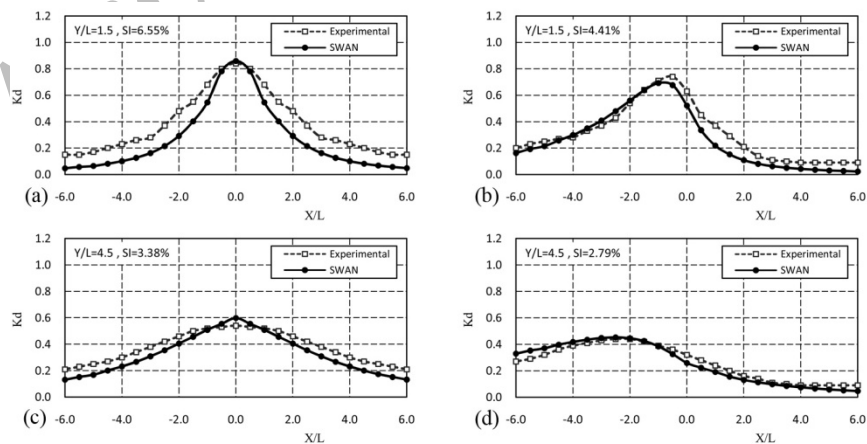 Y/L=1.5 , SI=6.55%
Experimental
SWAN
1.2
1.0
0.8
0.6
0.4
0.2
0.0
Kd
-6.0 -4.0 -2.0 0.0 2.0 4.0 6.0
X/L
(a)
Y/L=1.5 , SI=4.41%
Experimental
SWAN
1.2
1.0
0.8
0.6
0.4
0.2
0.0
Kd
-6.0 -4.0 -2.0 0.0 2.0 4.0 6.0
X/L
(b)
Y/L=4.5 , SI=3.38%
Experimental
SWAN
1.2
1.0
0.8
0.6
0.4
0.2
0.0
Kd
-6.0 -4.0 -2.0 0.0 2.0 4.0 6.0
X/L
(c)
Y/L=4.5 , SI=2.79%
Experimental
SWAN
1.2
1.0
0.8
0.6
0.4
0.2
0.0
Kd
-6.0 -4.0 -2.0 0.0 2.0 4.0 6.0
X/L
(d)